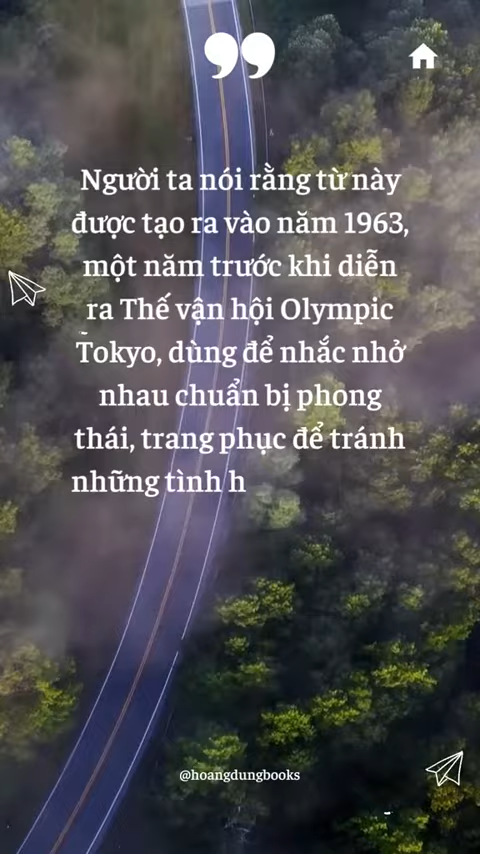 Người ta nói rằng từ này
được tạo ra vào năm 1963,
một năm trước khi diễn
ra Thế vận hội Olympic
Tokyo, dùng để nhắc nhở
nhau chuẩn bị phong
thái, trang phục để tránh
những tình h
@hoangdungbooks